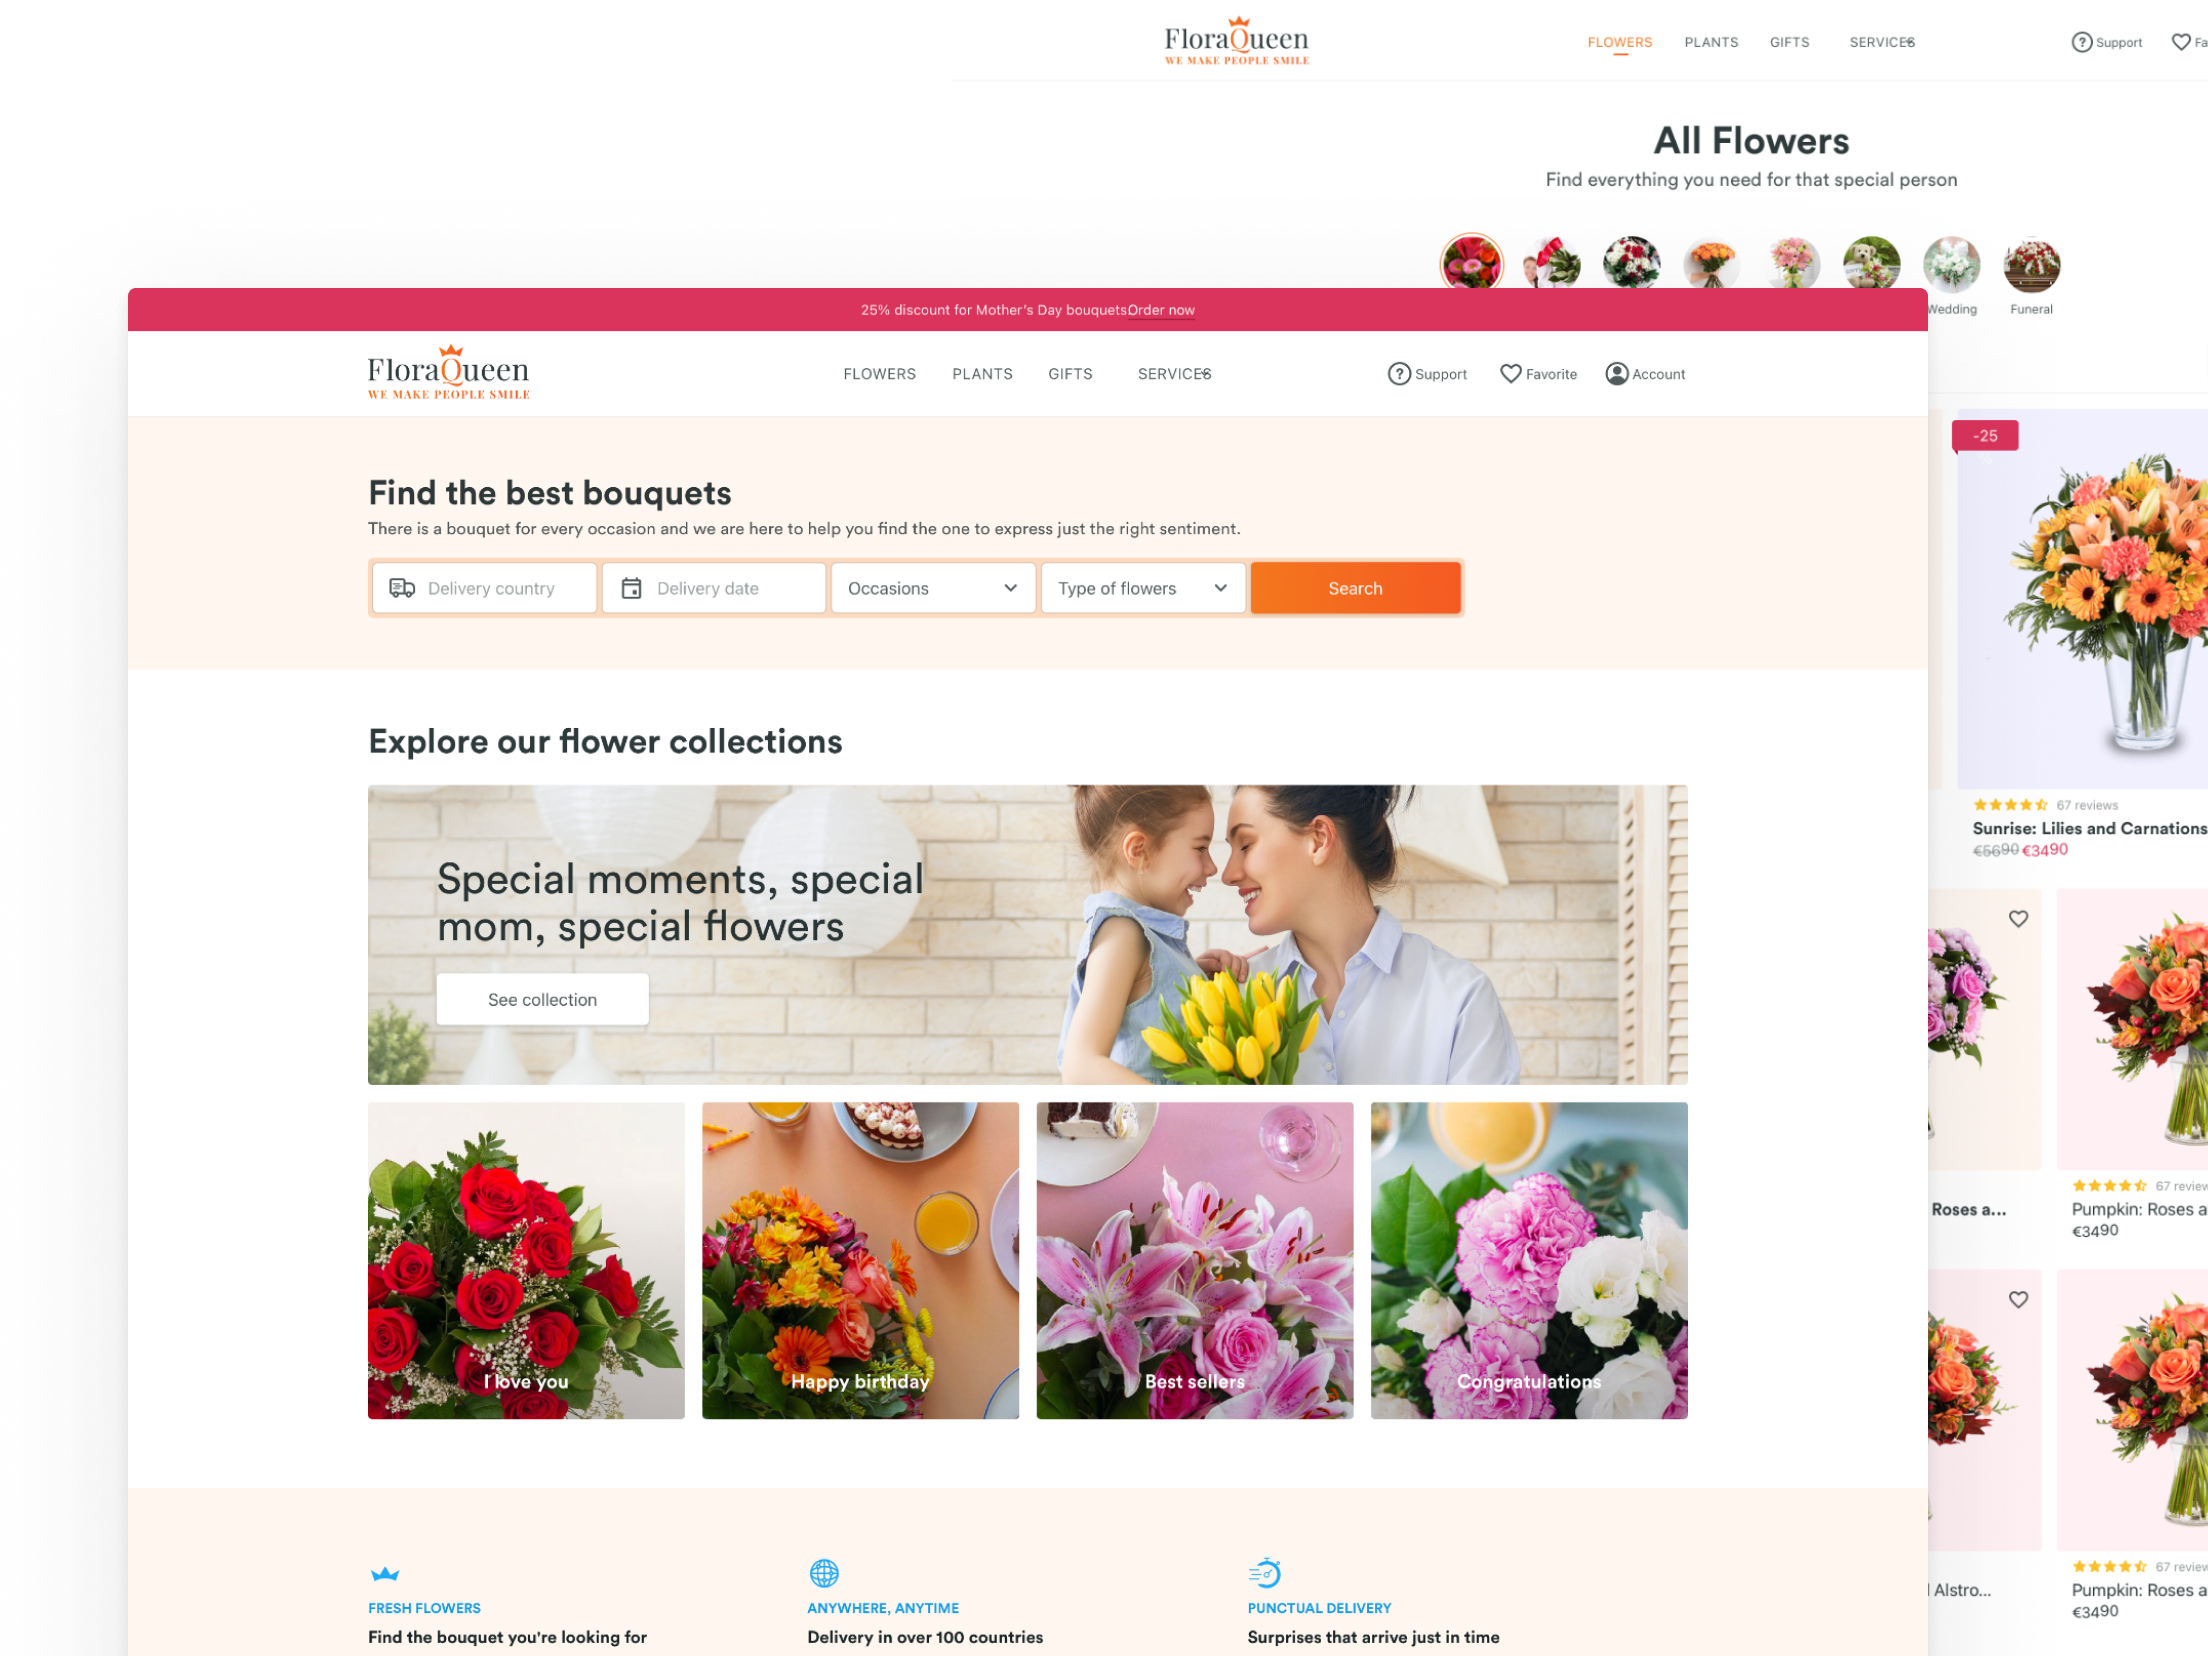 FloraQueen
WE MAKE PEOPLE SMILE
FLOWERS PLANTS GIFTS SERVICES
Support
All Flowers
Find everything you need for that special person
Wedding Funeral
25% discount for Mother's Day bouquets Order now
FloraQueen
WE MAKE PEOPLE SMILE
FLOWERS PLANTS GIFTS SERVICES
Support Favorite Account
Find the best bouquets
There is a bouquet for every occasion and we are here to help you find the one to express just the right sentiment.
Delivery country Delivery date Occasions Type of flowers Search
Explore our flower collections
Special moments, special
mom, special flowers
See collection
I love you
Happy birthday
Best sellers
Congratulations
FRESH FLOWERS
Find the bouquet you're looking for
ANYWHERE, ANYTIME
Delivery in over 100 countries
PUNCTUAL DELIVERY
Surprises that arrive just in time
-25
67 reviews
Sunrise: Lilies and Carnations
€5690 €3490
Roses a...
67 review
Pumpkin: Roses a
€3490
Alstro...
67 review
Pumpkin: Roses a
€3490